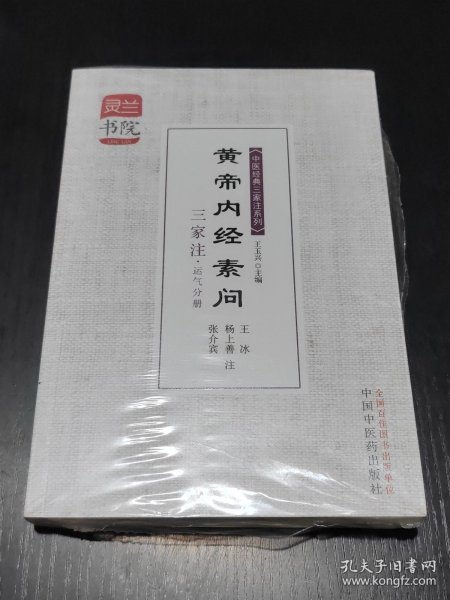 灵兰
书院
《中医经典三家注系列》
王玉兴◎主编
黄帝内经素问
三家注·运气分册
王冰
杨上善 注
张介宾
全国百佳图书出版单位
中国中医药出版社
孔夫子旧书网
www.kongfz.com